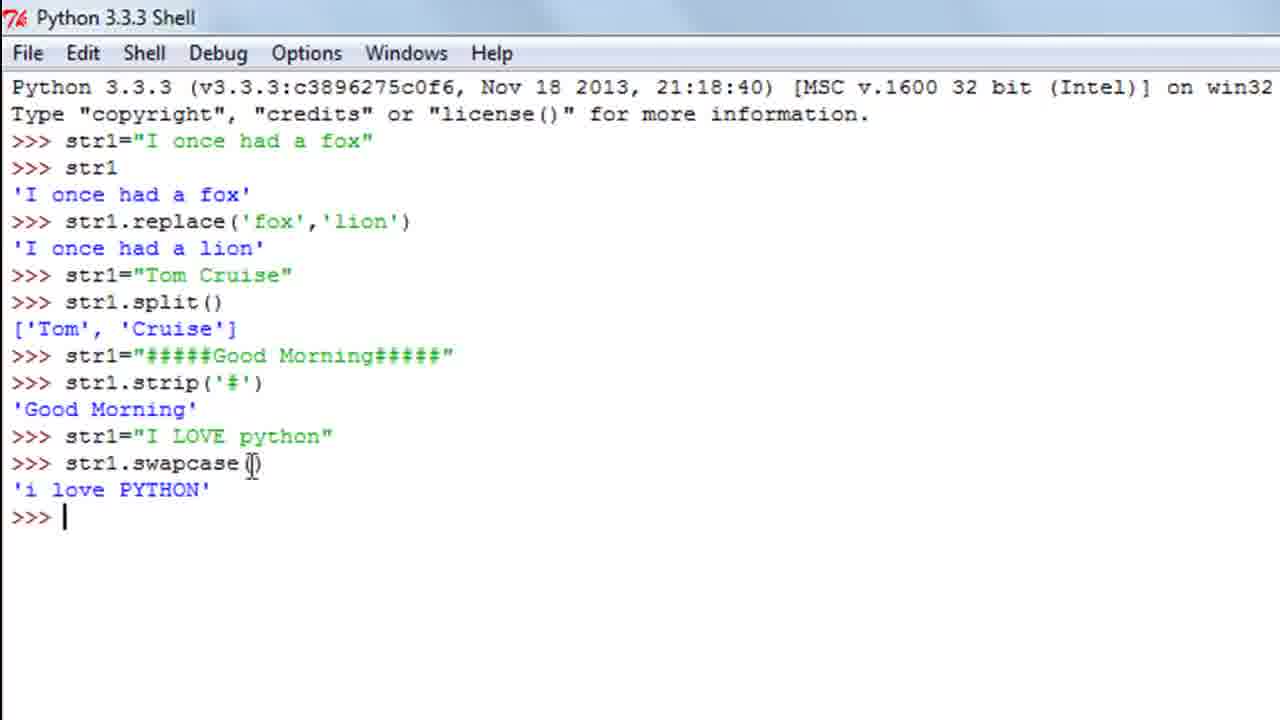 Python 3.3.3 Shell
File Edit Shell Debug Options Windows Help
Python 3.3.3 (v3.3.3:c3896275c0f6, Nov 18 2013, 21:18:40) [MSC v.1600 32 bit (Intel)] on win32
Type "copyright", "credits" or "license()" for more information.
>>> str1="I once had a fox"
>>> str1
'I once had a fox'
>>> str1.replace('fox','lion')
'I once had a lion'
>>> str1="Tom Cruise"
>>> str1.split()
['Tom', 'Cruise']
>>> str1="#####Good Morning#####"
>>> str1.strip('#')
'Good Morning'
>>> str1="I LOVE python"
>>> str1.swapcase()
'i love PYTHON'
>>>